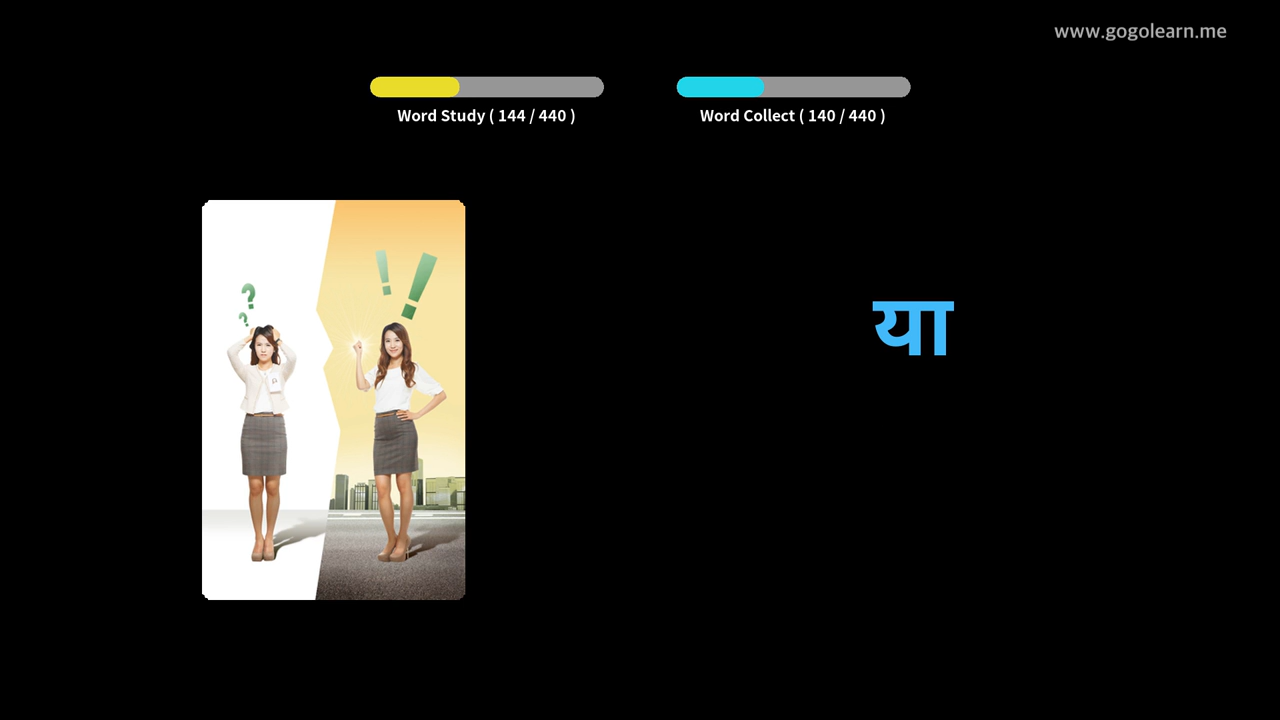 www.gogolearn.me
Word Study ( 144 / 440 )
Word Collect ( 140 / 440 )
? ! !
?
या